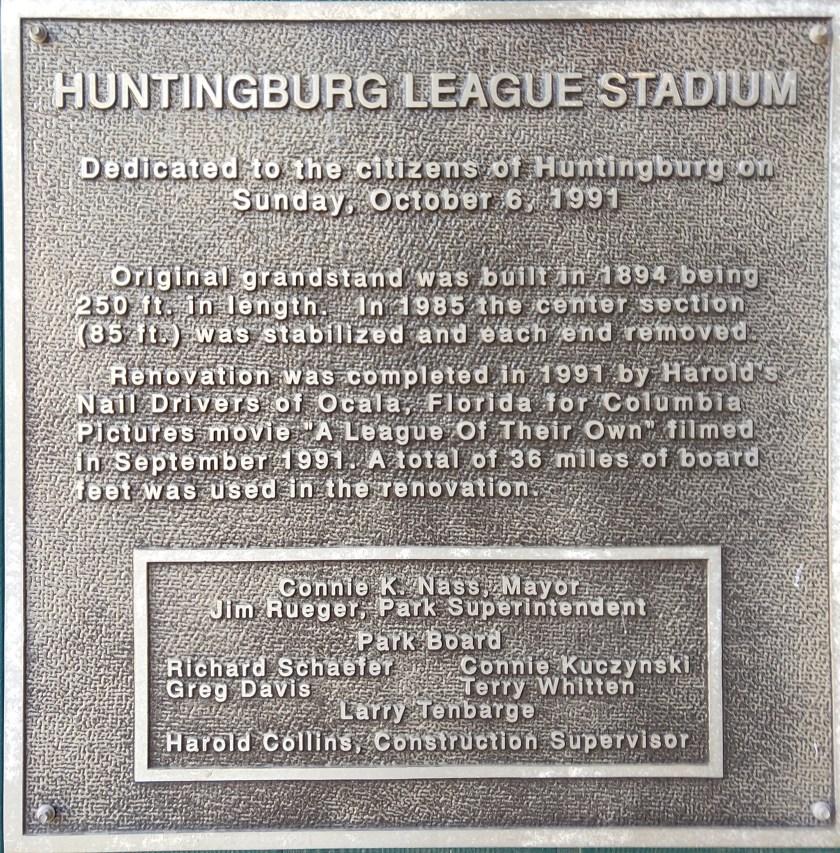 HUNTINGBURG LEAGUE STADIUM
Dedicated to the citizens of Huntingburg on
Sunday, October 6, 1991
Original grandstand was built in 1894 being
250 ft. in length. In 1985 the center section
(85 ft.) was stabilized and each end removed.
Renovation was completed in 1991 by Harold's
Nail Drivers of Ocala, Florida for Columbia
Pictures movie "A League Of Their Own" filmed
in September 1991. A total of 36 miles of board
feet was used in the renovation.
Connie K. Nass, Mayor
Jim Rueger, Park Superintendent
Park Board
Richard Schaefer Connie Kuczynski
Greg Davis Terry Whitten
Larry Tenbarge
Harold Collins, Construction Supervisor